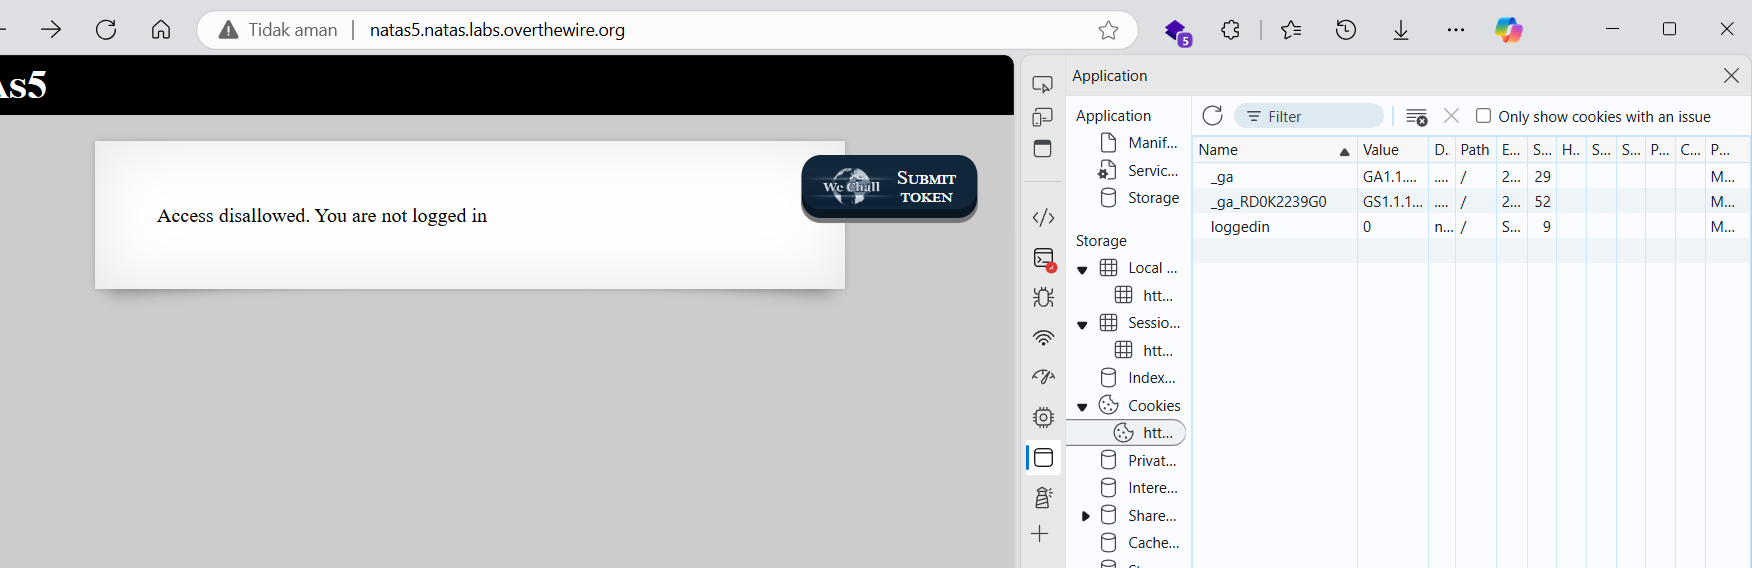 Tidak aman | natas5.natas.labs.overthewire.org
5
As5
Access disallowed. You are not logged in
We Chall
SUBMIT TOKEN
Application
Application
Manif...
Servic...
Storage
Storage
Local ...
htt...
Sessio...
htt...
Index...
Cookies
htt...
Privat...
Intere...
Share...
Cache...
Filter
Only show cookies with an issue
Name Value D.. Path E... S... H.. S... S... P... C... P...
_ga GA1.1.... .... / 2... 29 M...
_ga_RD0K2239G0 GS1.1.1... .... / 2... 52 M...
loggedin 0 n... / S... 9 M...